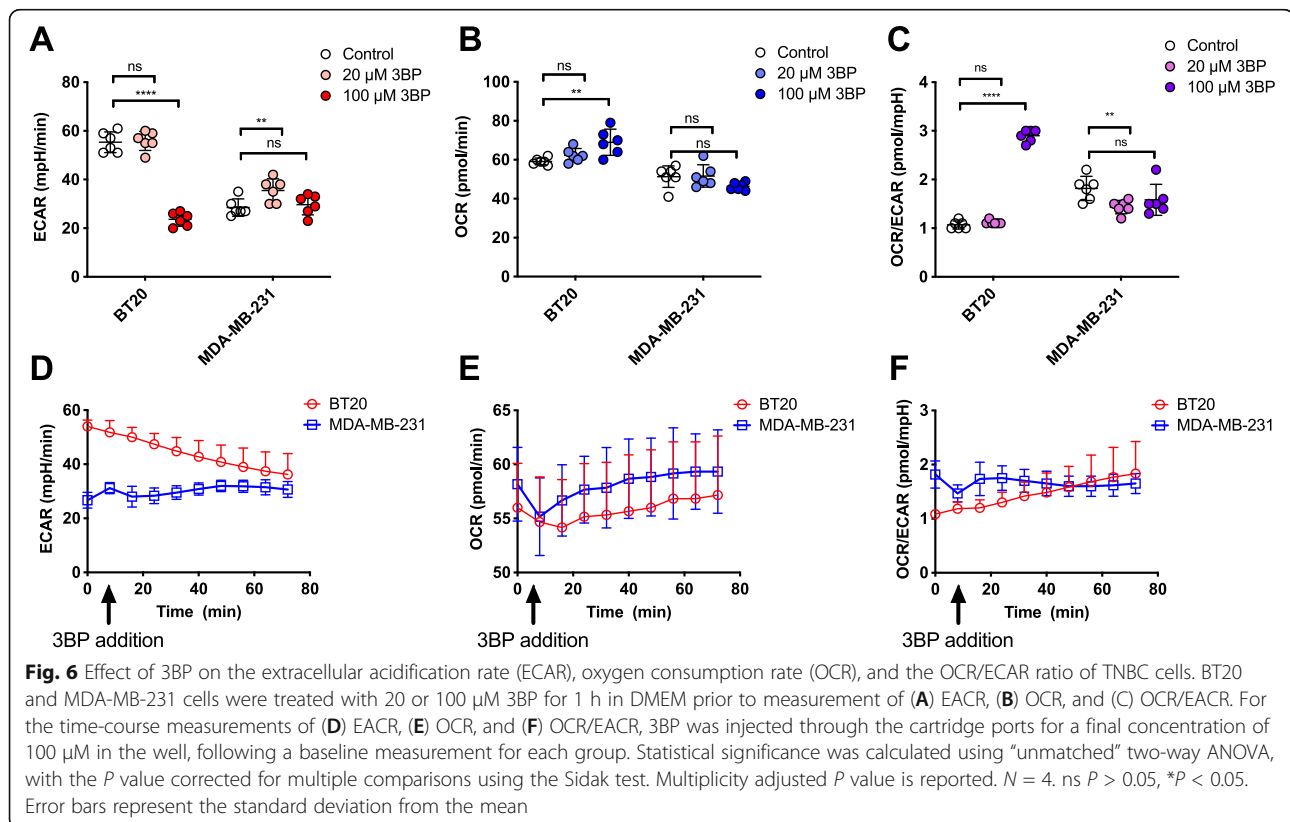 A
Control
20 µM 3BP
100 µM 3BP
ns
****
**
ns
80
60
40
20
0
ECAR (mpH/min)
BT20
MDA-MB-231
B
Control
20 µM 3BP
100 µM 3BP
ns
**
ns
ns
100
80
60
40
20
0
OCR (pmol/min)
BT20
MDA-MB-231
C
Control
20 µM 3BP
100 µM 3BP
ns
****
**
ns
4
3
2
1
0
OCR/ECAR (pmol/mpH)
BT20
MDA-MB-231
D
BT20
MDA-MB-231
60
40
20
0
ECAR (mpH/min)
0 20 40 60 80
Time (min)
3BP addition
E
BT20
MDA-MB-231
65
60
55
50
OCR (pmol/min)
0 20 40 60 80
Time (min)
3BP addition
F
BT20
MDA-MB-231
3
2
1
0
OCR/ECAR (pmol/mpH)
0 20 40 60 80
Time (min)
3BP addition
Fig. 6 Effect of 3BP on the extracellular acidification rate (ECAR), oxygen consumption rate (OCR), and the OCR/ECAR ratio of TNBC cells. BT20
and MDA-MB-231 cells were treated with 20 or 100 µM 3BP for 1 h in DMEM prior to measurement of (A) EACR, (B) OCR, and (C) OCR/EACR. For
the time-course measurements of (D) EACR, (E) OCR, and (F) OCR/EACR, 3BP was injected through the cartridge ports for a final concentration of
100 µM in the well, following a baseline measurement for each group. Statistical significance was calculated using “unmatched” two-way ANOVA,
with the P value corrected for multiple comparisons using the Sidak test. Multiplicity adjusted P value is reported. N = 4. ns P > 0.05, *P < 0.05.
Error bars represent the standard deviation from the mean